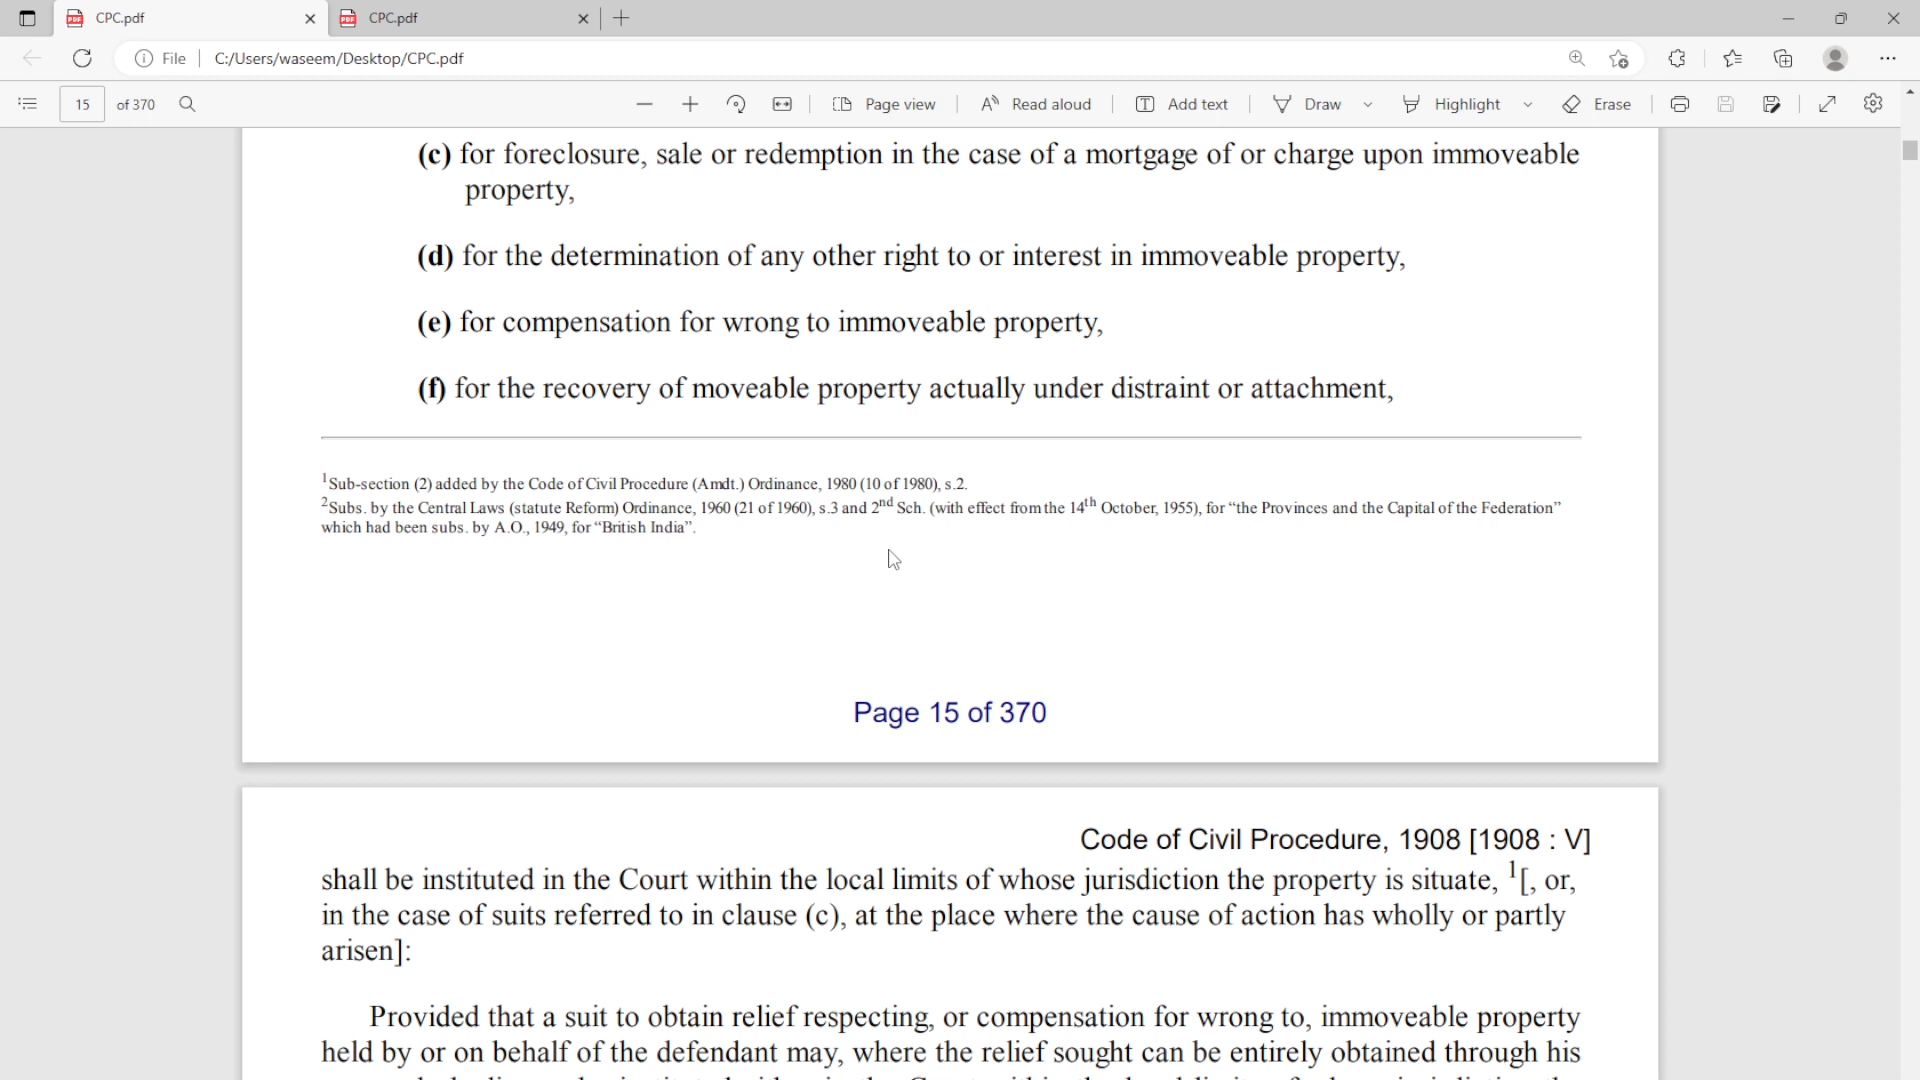 CPC.pdf
CPC.pdf
File
C:/Users/waseem/Desktop/CPC.pdf
15 of 370
Page view
Read aloud
Add text
Draw
Highlight
Erase
(c) for foreclosure, sale or redemption in the case of a mortgage of or charge upon immoveable
property,
(d) for the determination of any other right to or interest in immoveable property,
(e) for compensation for wrong to immoveable property,
(f) for the recovery of moveable property actually under distraint or attachment,
1Sub-section (2) added by the Code of Civil Procedure (Amdt.) Ordinance, 1980 (10 of 1980), s.2.
2Subs. by the Central Laws (statute Reform) Ordinance, 1960 (21 of 1960), s.3 and 2nd Sch. (with effect from the 14th October, 1955), for “the Provinces and the Capital of the Federation”
which had been subs. by A.O., 1949, for “British India”.
Page 15 of 370
Code of Civil Procedure, 1908 [1908 : V]
shall be instituted in the Court within the local limits of whose jurisdiction the property is situate, 1[, or,
in the case of suits referred to in clause (c), at the place where the cause of action has wholly or partly
arisen]:
Provided that a suit to obtain relief respecting, or compensation for wrong to, immoveable property
held by or on behalf of the defendant may, where the relief sought can be entirely obtained through his